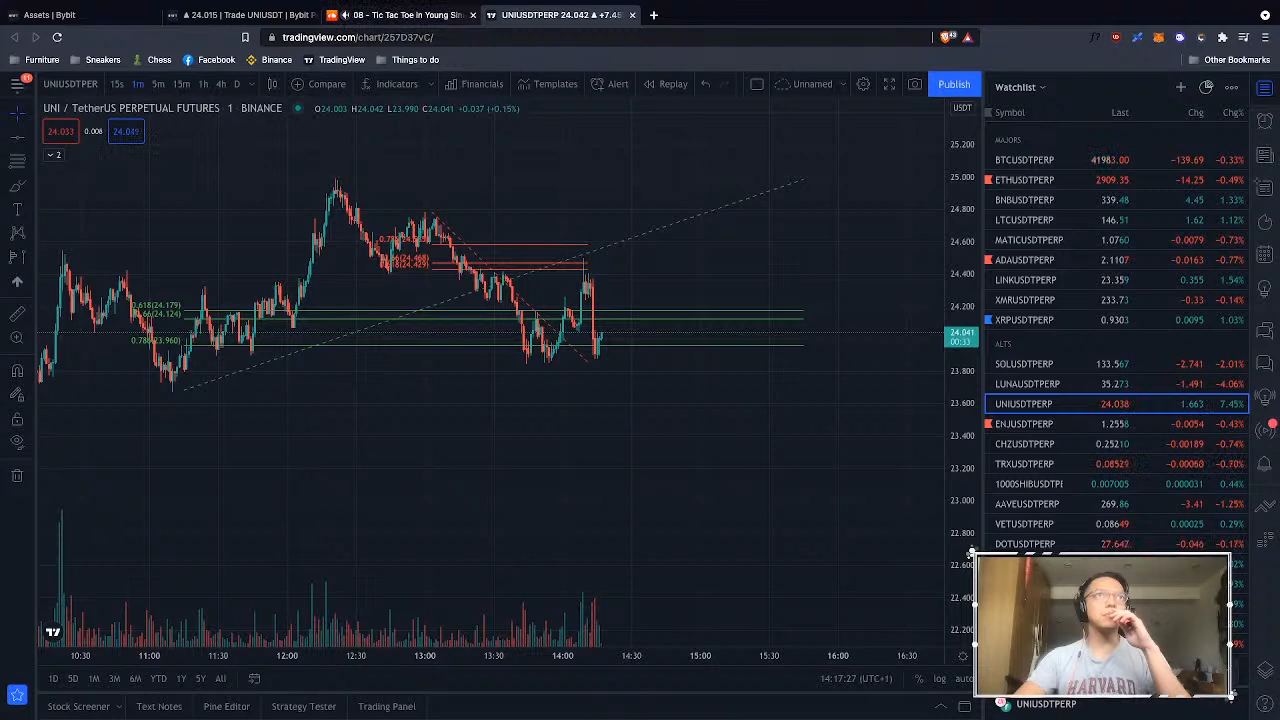 Assets | Bybit
24.015 | Trade UNIUSDT | Bybit P
08 - Tic Tac Toe in Young Sin
UNIUSDTPERP 24.042 ▲ +7.45
tradingview.com/chart/257D37vC/
Furniture Sneakers Chess Facebook Binance TradingView Things to do Other Bookmarks
UNIUSDTPER 15s 1m 5m 15m 1h 4h D Compare Indicators Financials Templates Alert Replay Unnamed Publish
Watchlist
UNI / TetherUS PERPETUAL FUTURES 1 BINANCE O24.003 H24.042 L23.990 C24.041 +0.037 (+0.15%)
USDT
24.033 0.008 24.049
2
Symbol Last Chg Chg%
MAJORS
BTCUSDTPERP 41983.00 −139.69 −0.33%
ETHUSDTPERP 2909.35 −14.25 −0.49%
BNBUSDTPERP 339.48 4.45 1.33%
LTCUSDTPERP 146.51 1.62 1.12%
MATICUSDTPERP 1.0760 −0.0079 −0.73%
ADAUSDTPERP 2.1107 −0.0163 −0.77%
LINKUSDTPERP 23.359 0.355 1.54%
XMRUSDTPERP 233.73 −0.33 −0.14%
XRPUSDTPERP 0.9303 0.0095 1.03%
ALTS
SOLUSDTPERP 133.567 −2.741 −2.01%
LUNAUSDTPERP 35.273 −1.491 −4.06%
UNIUSDTPERP 24.038 1.663 7.45%
ENJUSDTPERP 1.2558 −0.0054 −0.43%
CHZUSDTPERP 0.25210 −0.00189 −0.74%
TRXUSDTPERP 0.08529 −0.00060 −0.70%
1000SHIBUSDTPE 0.007005 0.000031 0.44%
AAVEUSDTPERP 269.86 −3.41 −1.25%
VETUSDTPERP 0.08649 0.00025 0.29%
DOTUSDTPERP 27.647 −0.046 −0.17%
25.200
25.000
24.800
24.600
24.400
24.200
24.041
00:33
23.800
23.600
23.400
23.200
23.000
22.800
22.600
22.400
22.200
0.618(24.429)
0.618(24.179)
0.66(24.124)
0.786(23.960)
10:30 11:00 11:30 12:00 12:30 13:00 13:30 14:00 14:30 15:00 15:30 16:00 16:30
1D 5D 1M 3M 6M YTD 1Y 5Y All 14:17:27 (UTC+1) % log auto
HARVARD
Stock Screener Text Notes Pine Editor Strategy Tester Trading Panel
UNIUSDTPERP